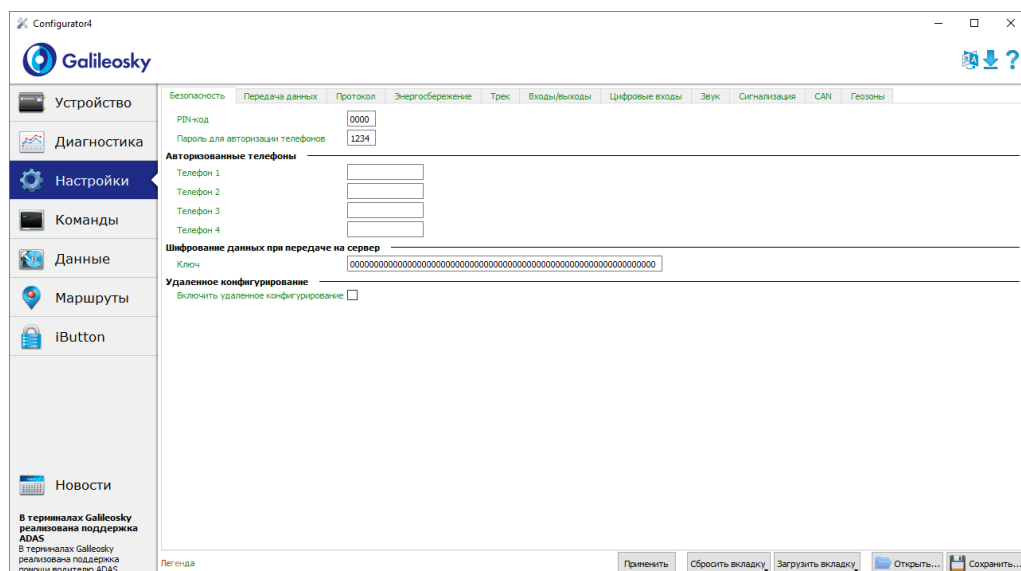 Configurator4
Galileosky
Устройство
Диагностика
Настройки
Команды
Данные
Маршруты
iButton
Новости
В терминалах Galileosky
реализована поддержка
ADAS
В терминалах Galileosky
реализована поддержка
помощи водителю ADAS
Безопасность Передача данных Протокол Энергосбережение Трек Входы/выходы Цифровые входы Звук Сигнализация CAN Геозоны
PIN-код 0000
Пароль для авторизации телефонов 1234
Авторизованные телефоны
Телефон 1
Телефон 2
Телефон 3
Телефон 4
Шифрование данных при передаче на сервер
Ключ 0000000000000000000000000000000000000000000000000000000000000000
Удаленное конфигурирование
Включить удаленное конфигурирование
Легенда
Применить Сбросить вкладку Загрузить вкладку Открыть... Сохранить...